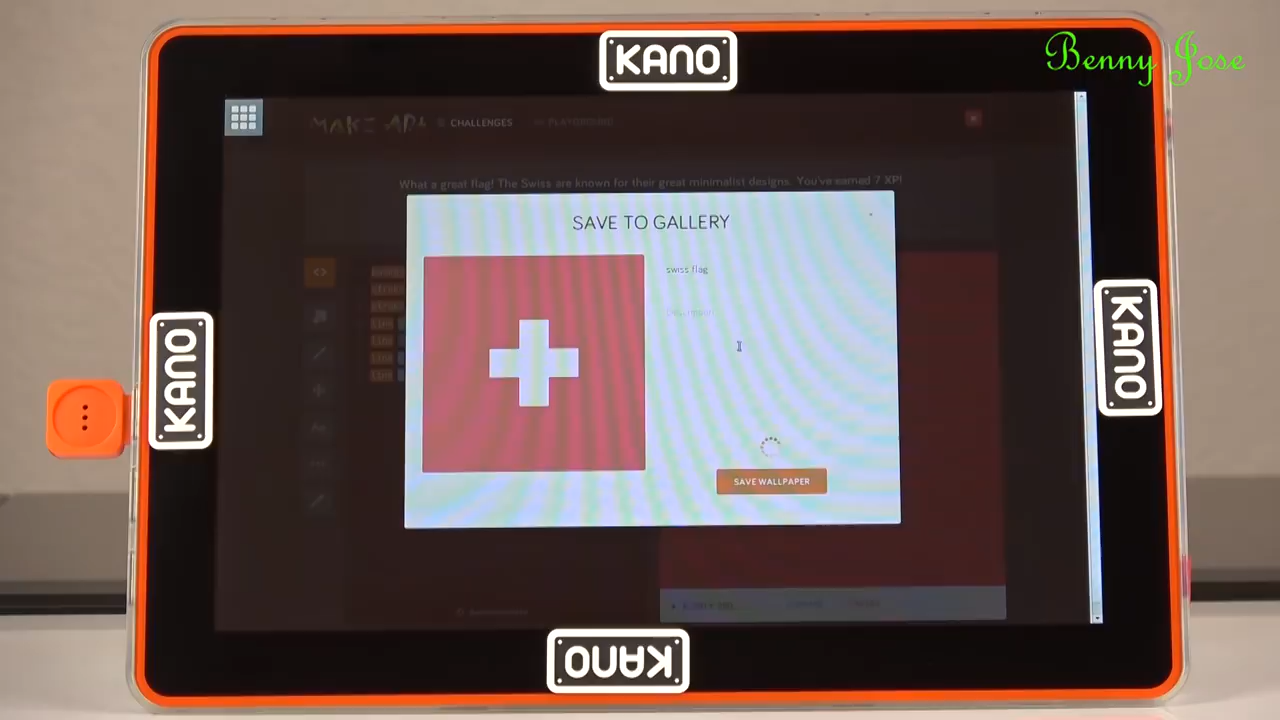 KANO
Benny Jose
MAKE ART
CHALLENGES
PLAYGROUND
What a great flag! The Swiss are known for their great minimalist designs. You've earned 7 XP!
SAVE TO GALLERY
swiss flag
Description
SAVE WALLPAPER
KANO
KANO
KANO